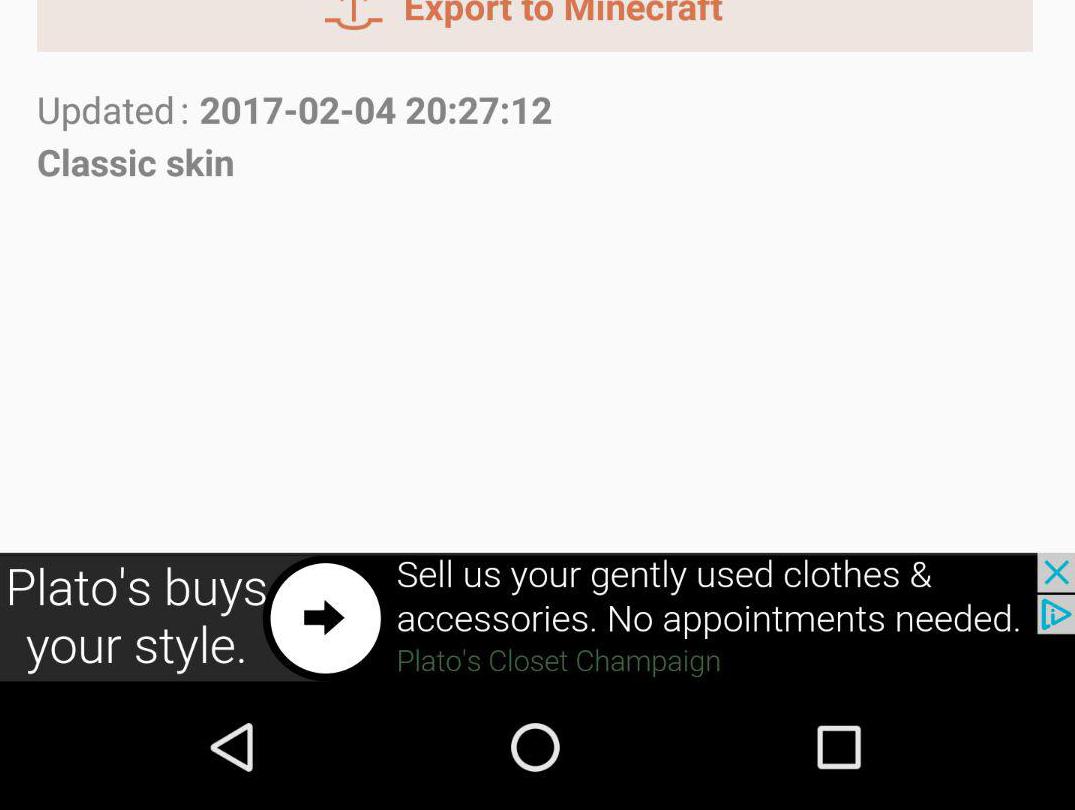 Export to Minecraft
Updated: 2017-02-04 20:27:12
Classic skin
Plato's buys
your style.
Sell us your gently used clothes &
accessories. No appointments needed.
Plato's Closet Champaign